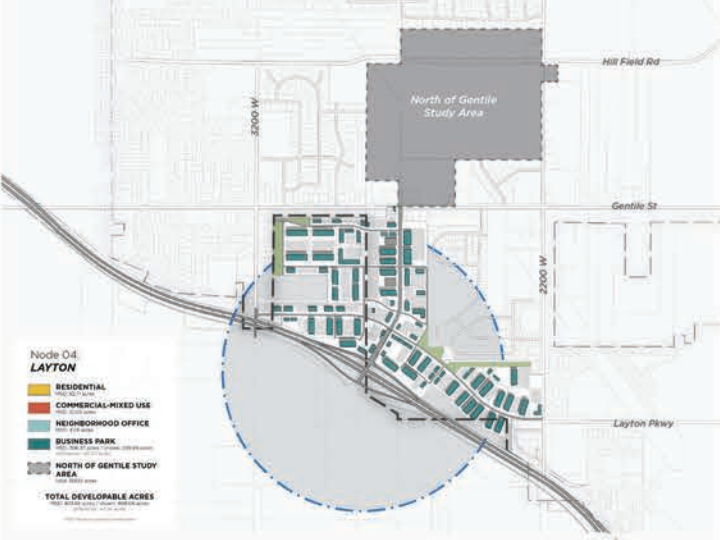 Hill Field Rd
North of Gentile
Study Area
3200 W
Gentile St
2200 W
Layton Pkwy
Node 04:
LAYTON
RESIDENTIAL
COMMERCIAL-MIXED USE
NEIGHBORHOOD OFFICE
BUSINESS PARK
NORTH OF GENTILE STUDY
AREA
TOTAL DEVELOPABLE ACRES